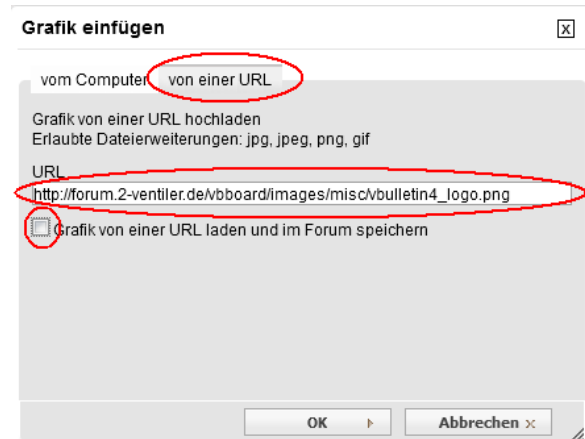 Grafik einfügen X
vom Computer von einer URL
Grafik von einer URL hochladen
Erlaubte Dateierweiterungen: jpg, jpeg, png, gif
URL
http://forum.2-ventiler.de/vbboard/images/misc/vbulletin4_logo.png
Grafik von einer URL laden und im Forum speichern
OK Abbrechen x